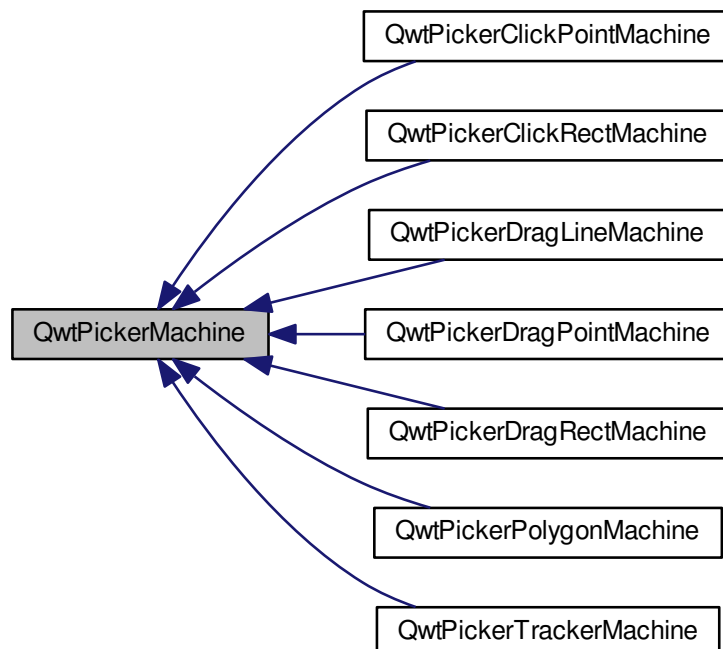 QwtPickerClickPointMachine
QwtPickerClickRectMachine
QwtPickerDragLineMachine
QwtPickerMachine
QwtPickerDragPointMachine
QwtPickerDragRectMachine
QwtPickerPolygonMachine
QwtPickerTrackerMachine